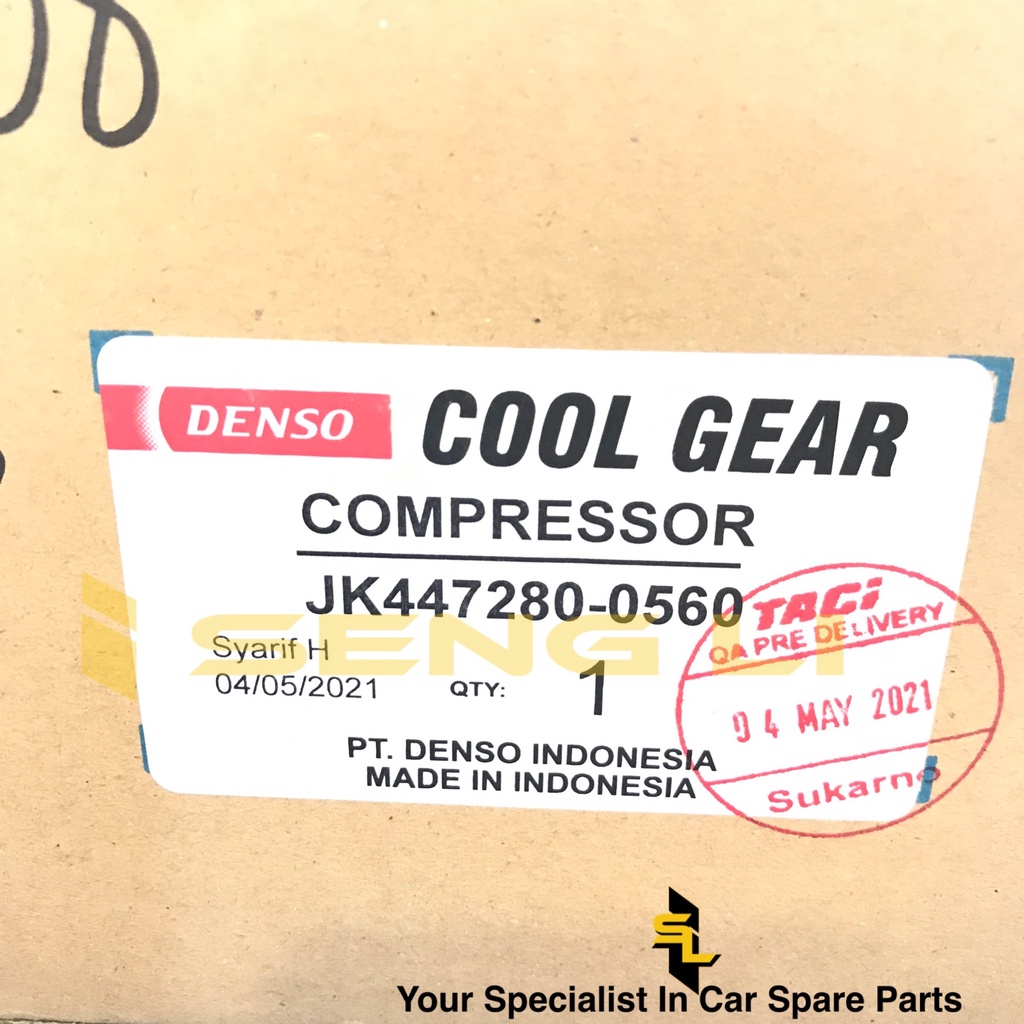 DENSO COOL GEAR
COMPRESSOR
JK447280-0560
Syarif H
04/05/2021 QTY: 1
PT. DENSO INDONESIA
MADE IN INDONESIA
TACi
QA PRE DELIVERY
04 MAY 2021
Sukarno
SENG LI
SL
Your Specialist In Car Spare Parts